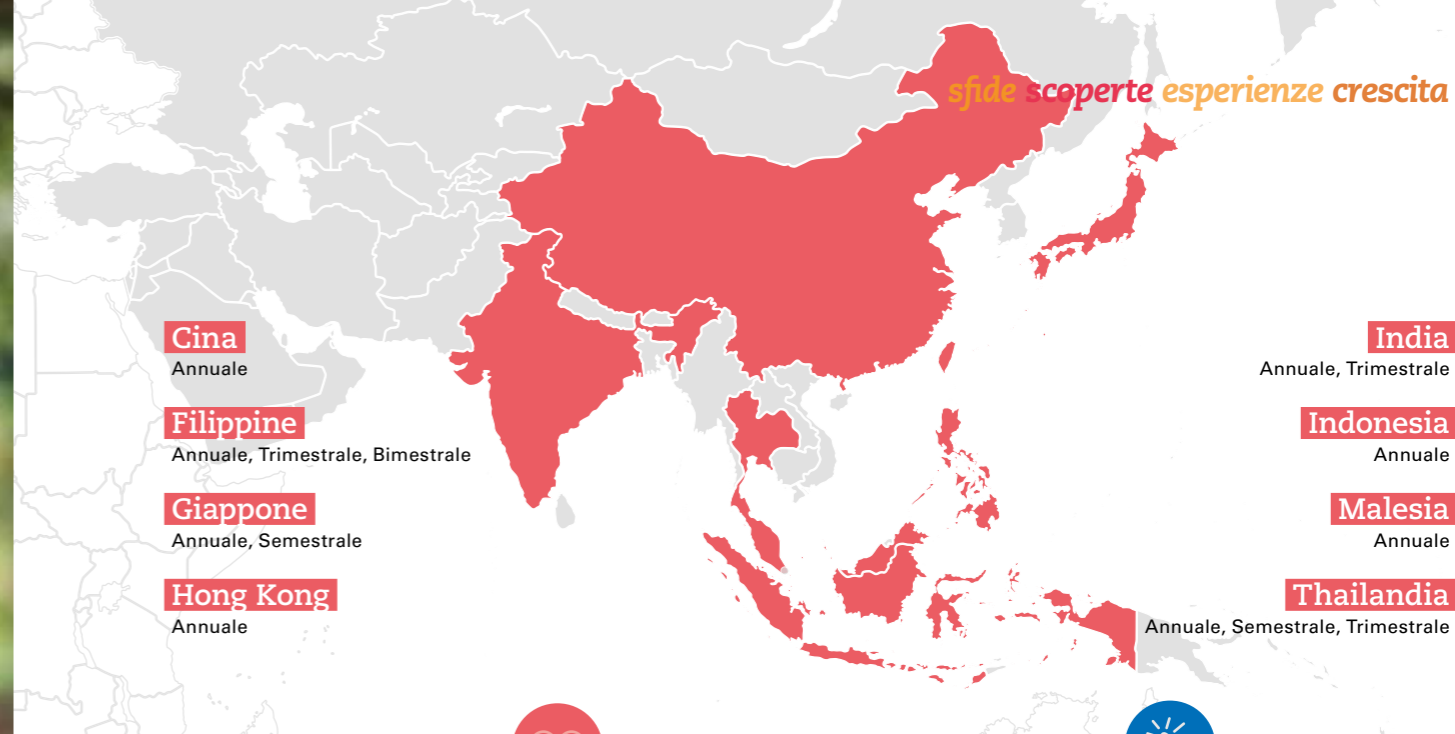 sfide scoperte esperienze crescita
Cina
Annuale
Filippine
Annuale, Trimestrale, Bimestrale
Giappone
Annuale, Semestrale
Hong Kong
Annuale
India
Annuale, Trimestrale
Indonesia
Annuale
Malesia
Annuale
Thailandia
Annuale, Semestrale, Trimestrale